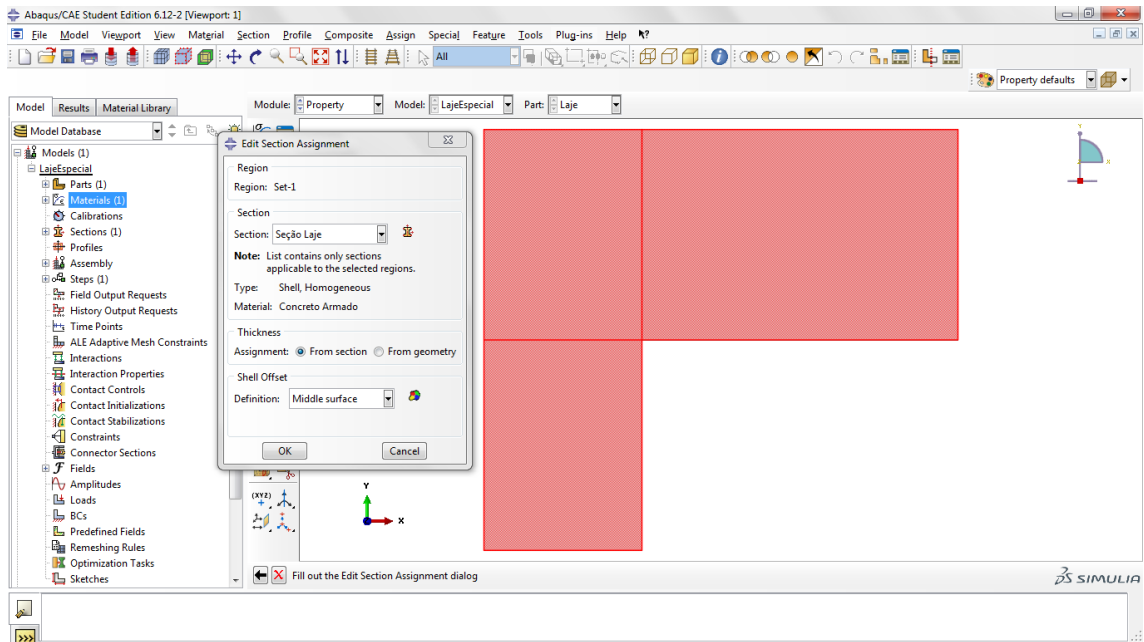 Abaqus/CAE Student Edition 6.12-2 [Viewport: 1]
File Model Viewport View Material Section Profile Composite Assign Special Feature Tools Plug-ins Help
All
Property defaults
Model Results Material Library
Module: Property Model: LajeEspecial Part: Laje
Model Database
Models (1)
LajeEspecial
Parts (1)
Materials (1)
Calibrations
Sections (1)
Profiles
Assembly
Steps (1)
Field Output Requests
History Output Requests
Time Points
ALE Adaptive Mesh Constraints
Interactions
Interaction Properties
Contact Controls
Contact Initializations
Contact Stabilizations
Constraints
Connector Sections
Fields
Amplitudes
Loads
BCs
Predefined Fields
Remeshing Rules
Optimization Tasks
Sketches
Edit Section Assignment
Region
Region: Set-1
Section
Section: Seção Laje
Note: List contains only sections
applicable to the selected regions.
Type: Shell, Homogeneous
Material: Concreto Armado
Thickness
Assignment: From section From geometry
Shell Offset
Definition: Middle surface
OK Cancel
(XYZ)
Y
X
Y
X
Fill out the Edit Section Assignment dialog
SIMULIA
>>>